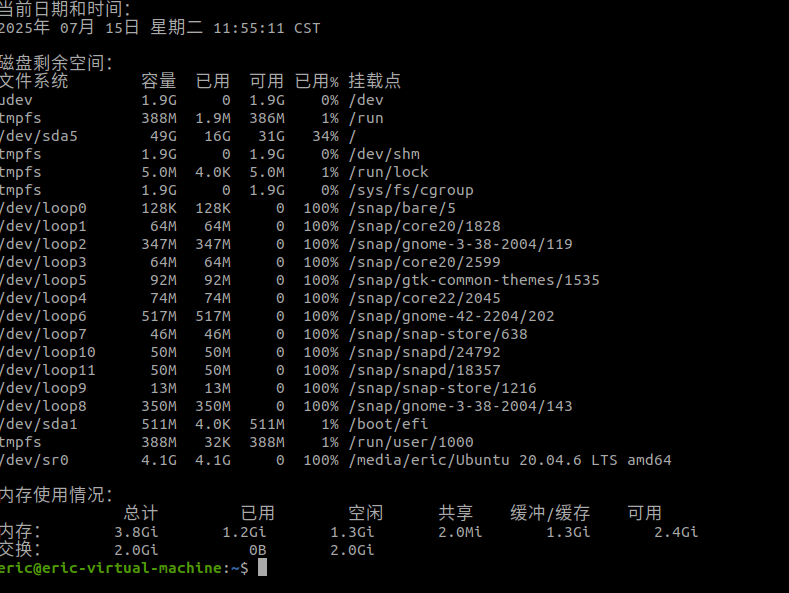 当前日期和时间:
2025年 07月 15日 星期二 11:55:11 CST
磁盘剩余空间:
文件系统 容量 已用 可用 已用% 挂载点
udev 1.9G 0 1.9G 0% /dev
tmpfs 388M 1.9M 386M 1% /run
/dev/sda5 49G 16G 31G 34% /
tmpfs 1.9G 0 1.9G 0% /dev/shm
tmpfs 5.0M 4.0K 5.0M 1% /run/lock
tmpfs 1.9G 0 1.9G 0% /sys/fs/cgroup
/dev/loop0 128K 128K 0 100% /snap/bare/5
/dev/loop1 64M 64M 0 100% /snap/core20/1828
/dev/loop2 347M 347M 0 100% /snap/gnome-3-38-2004/119
/dev/loop3 64M 64M 0 100% /snap/core20/2599
/dev/loop5 92M 92M 0 100% /snap/gtk-common-themes/1535
/dev/loop4 74M 74M 0 100% /snap/core22/2045
/dev/loop6 517M 517M 0 100% /snap/gnome-42-2204/202
/dev/loop7 46M 46M 0 100% /snap/snap-store/638
/dev/loop10 50M 50M 0 100% /snap/snapd/24792
/dev/loop11 50M 50M 0 100% /snap/snapd/18357
/dev/loop9 13M 13M 0 100% /snap/snap-store/1216
/dev/loop8 350M 350M 0 100% /snap/gnome-3-38-2004/143
/dev/sda1 511M 4.0K 511M 1% /boot/efi
tmpfs 388M 32K 388M 1% /run/user/1000
/dev/sr0 4.1G 4.1G 0 100% /media/eric/Ubuntu 20.04.6 LTS amd64
内存使用情况:
总计 已用 空闲 共享 缓冲/缓存 可用
内存: 3.8Gi 1.2Gi 1.3Gi 2.0Mi 1.3Gi 2.4Gi
交换: 2.0Gi 0B 2.0Gi
eric@eric-virtual-machine:~$